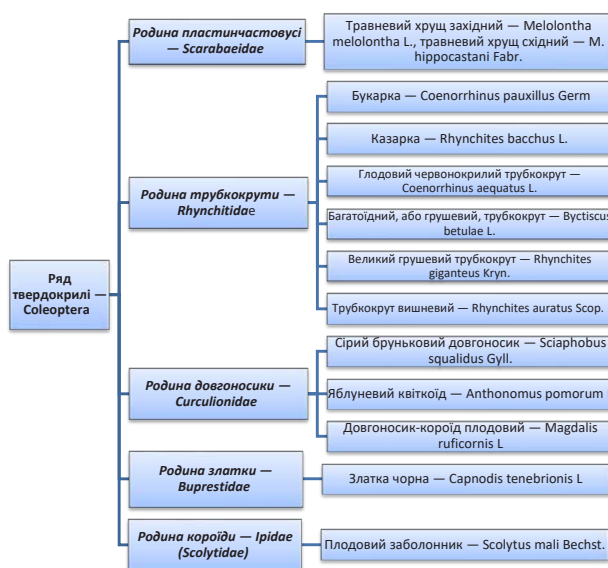 Ряд
твердокрилі —
Coleoptera
Родина пластинчастовусі
— Scarabaeidae
Травневий хрущ західний — Melolontha
melolontha L., травневий хрущ східний — M.
hippocastani Fabr.
Родина трубкокрути —
Rhynchitidae
Букарка — Coenorrhinus pauxillus Germ
Казарка — Rhynchites bacchus L.
Глодовий червонокрилий трубкокрут —
Coenorrhinus aequatus L.
Багатоїдний, або грушевий, трубкокрут — Byctiscus
betulae L.
Великий грушевий трубкокрут — Rhynchites
giganteus Kryn.
Трубкокрут вишневий — Rhynchites auratus Scop.
Родина довгоносики —
Curculionidae
Сірий бруньковий довгоносик — Sciaphobus
squalidus Gyll.
Яблуневий квіткоїд — Anthonomus pomorum
Довгоносик-короїд плодовий — Magdalis
ruficornis L
Родина златки —
Buprestidae
Златка чорна — Capnodis tenebrionis L
Родина короїди — Ipidae
(Scolytidae)
Плодовий заболонник — Scolytus mali Bechst.